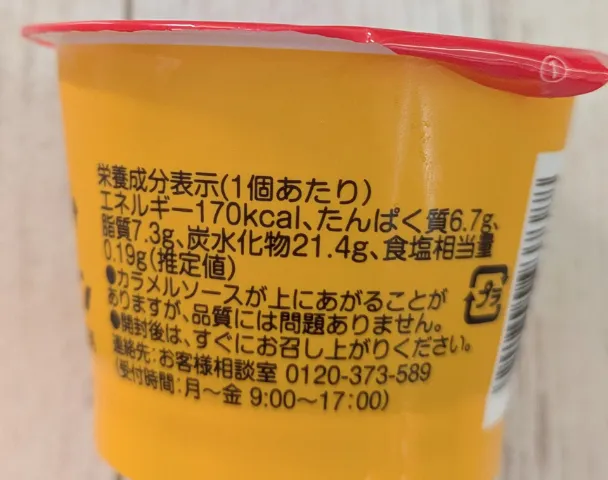 ①
栄養成分表示(1個あたり)
エネルギー170kcal、たんぱく質6.7g、
脂質7.3g、炭水化物21.4g、食塩相当量
0.19g(推定値)
●カラメルソースが上にあがることが
ありますが、品質には問題ありません。
●開封後は、すぐにお召し上がりください。
連絡先:お客様相談室 0120-373-589
(受付時間:月〜金 9:00〜17:00)
プラ